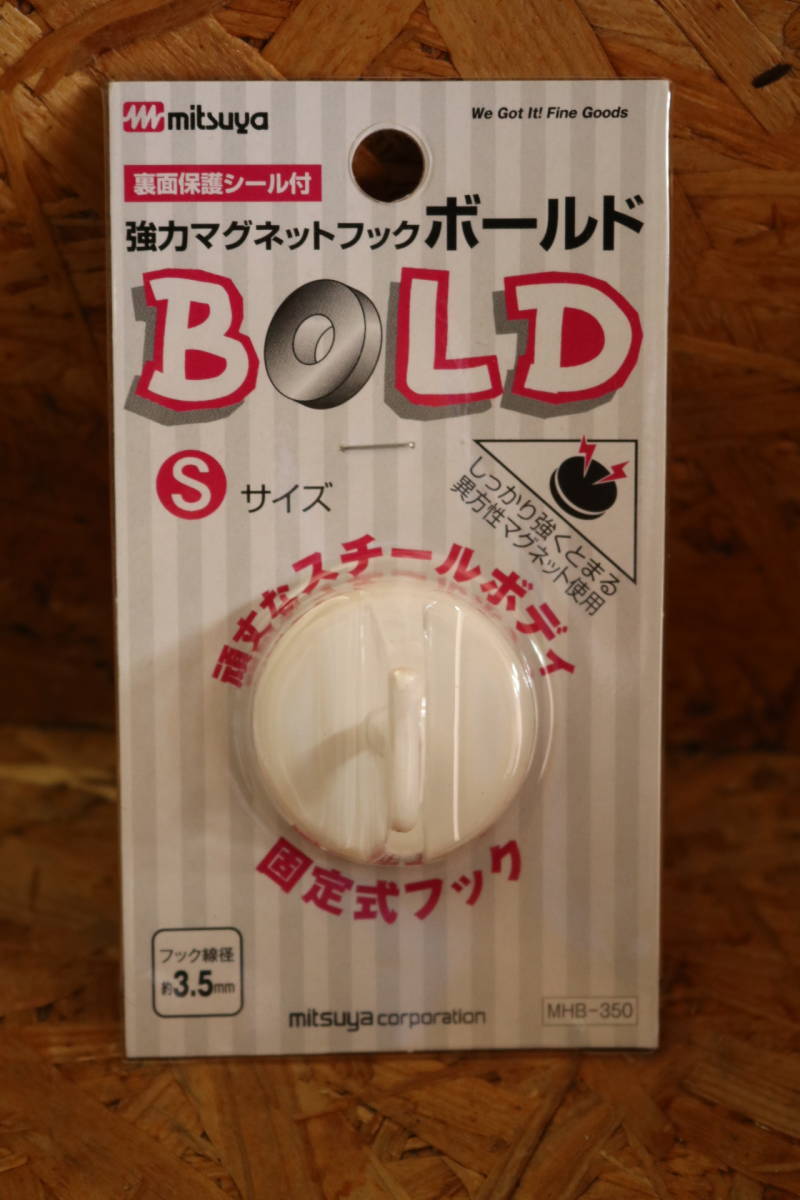 mitsuya
We Got It! Fine Goods
裏面保護シール付
強力マグネットフック ボールド
BOLD
S サイズ
しっかり強くとまる
異方性マグネット使用
頑丈なスチールボディ
固定式フック
フック線径
約3.5mm
mitsuya corporation
MHB-350